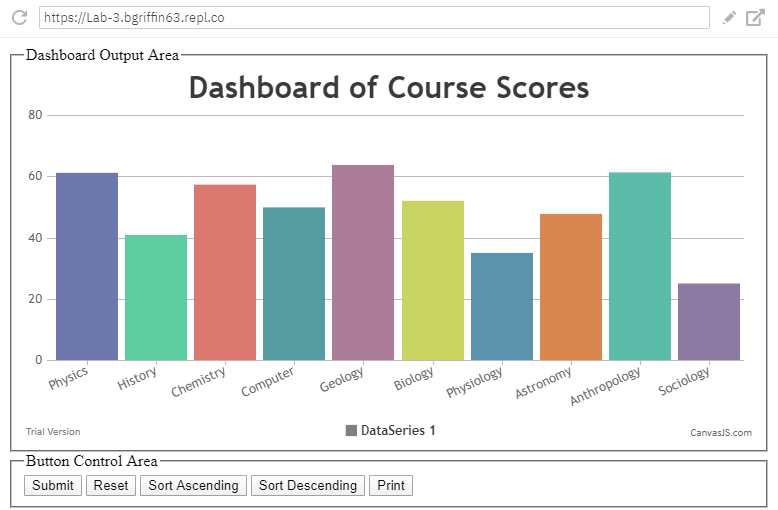 https://Lab-3.bgriffin63.repl.co
Dashboard Output Area
Dashboard of Course Scores
80
60
40
20
0
Physics History Chemistry Computer Geology Biology Physiology Astronomy Anthropology Sociology
Trial Version DataSeries 1 CanvasJS.com
Button Control Area
Submit Reset Sort Ascending Sort Descending Print